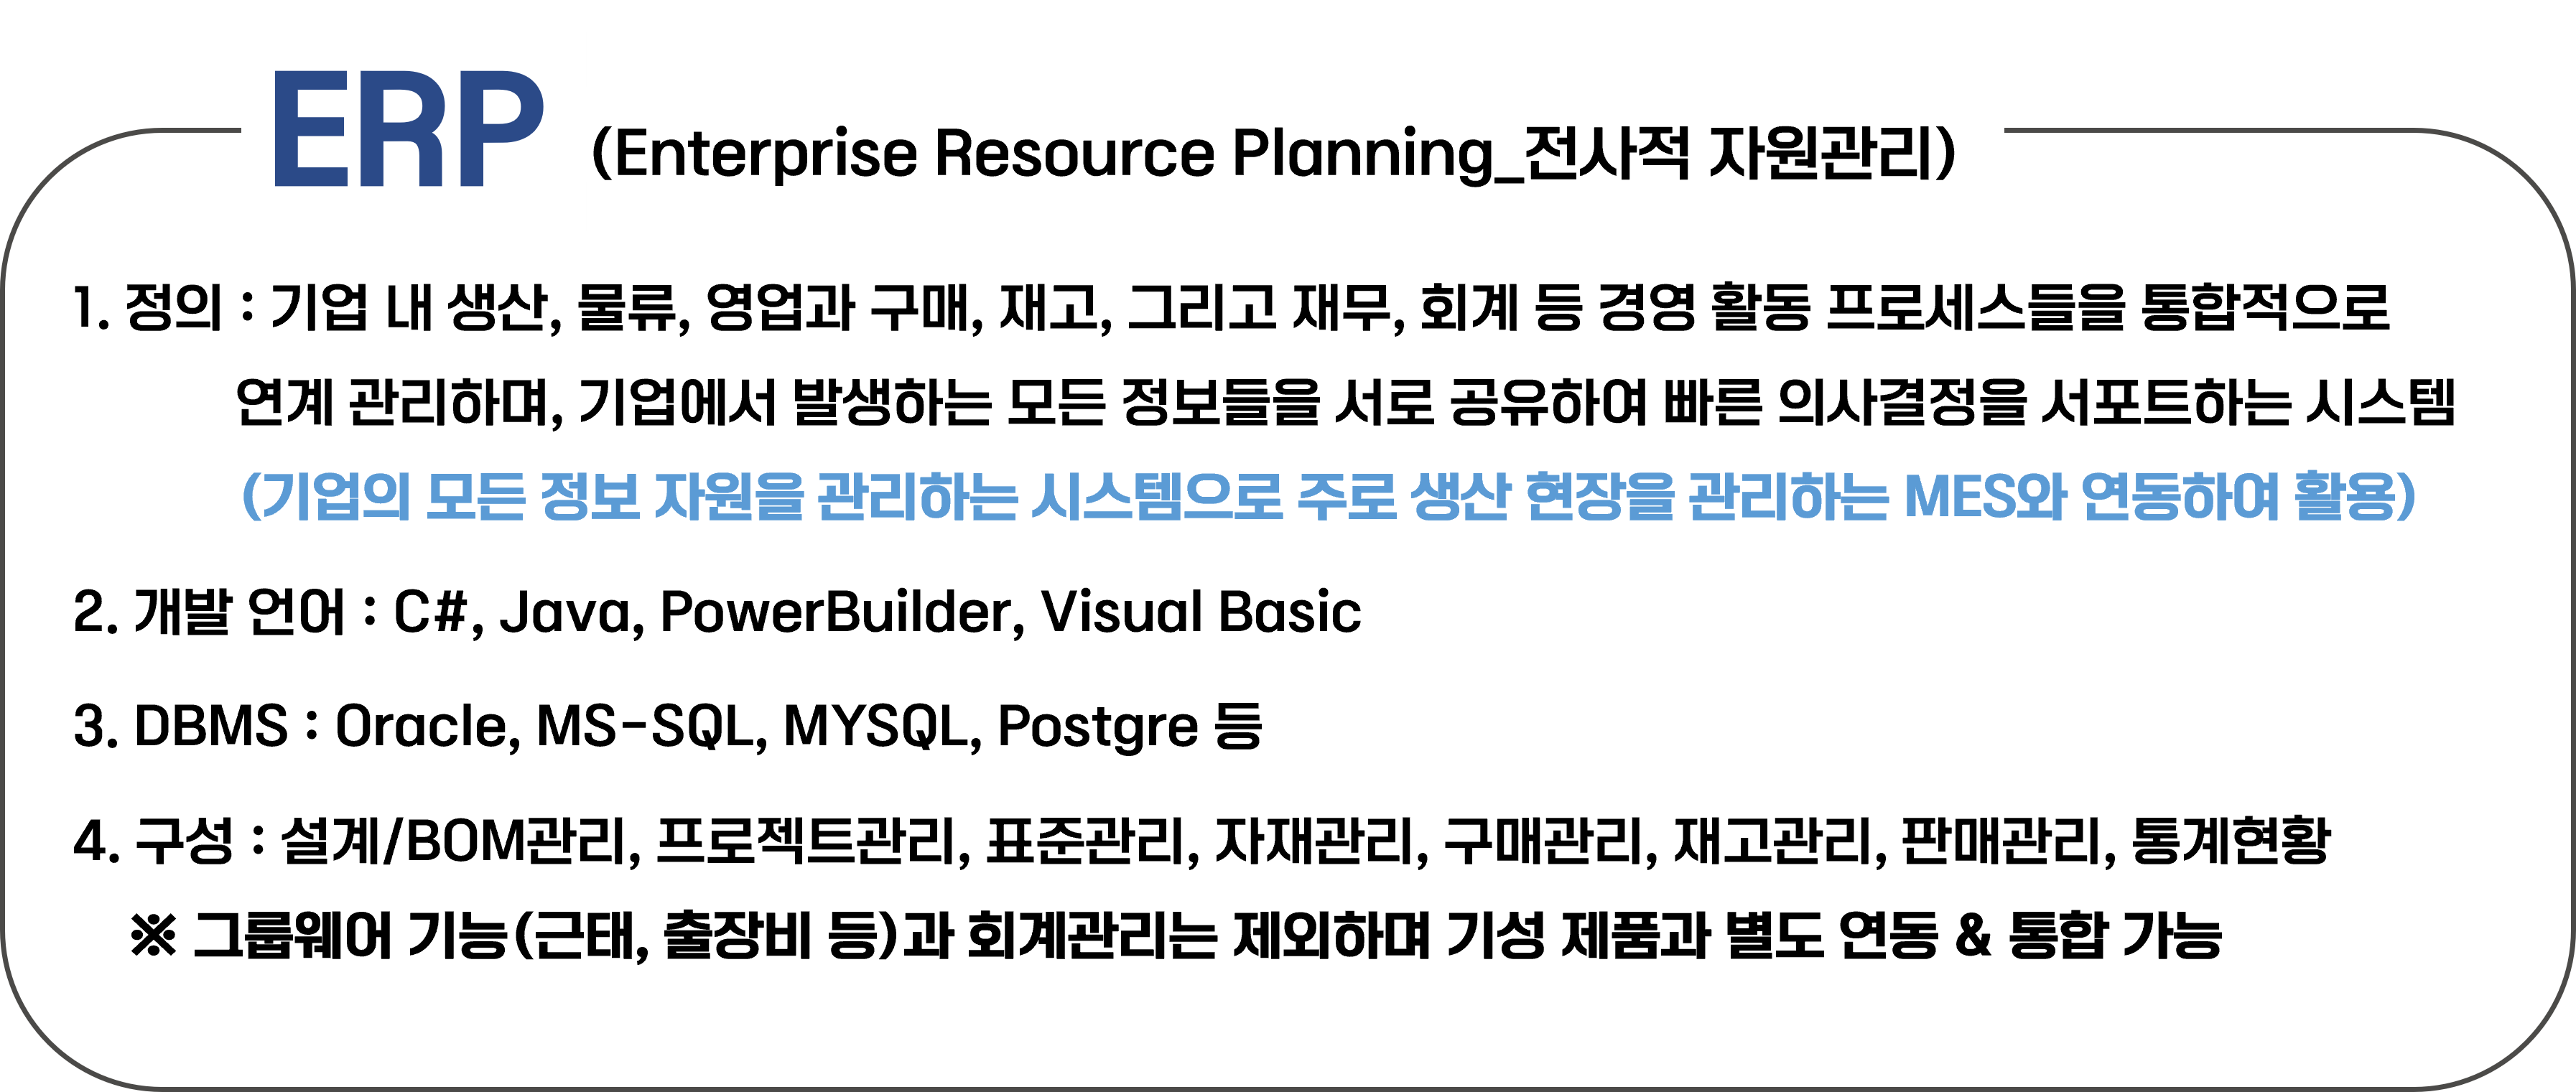 ERP (Enterprise Resource Planning_전사적 자원관리)
1. 정의 : 기업 내 생산, 물류, 영업과 구매, 재고, 그리고 재무, 회계 등 경영 활동 프로세스들을 통합적으로
연계 관리하며, 기업에서 발생하는 모든 정보들을 서로 공유하여 빠른 의사결정을 서포트하는 시스템
(기업의 모든 정보 자원을 관리하는 시스템으로 주로 생산 현장을 관리하는 MES와 연동하여 활용)
2. 개발 언어 : C#, Java, PowerBuilder, Visual Basic
3. DBMS : Oracle, MS-SQL, MYSQL, Postgre 등
4. 구성 : 설계/BOM관리, 프로젝트관리, 표준관리, 자재관리, 구매관리, 재고관리, 판매관리, 통계현황
※ 그룹웨어 기능(근태, 출장비 등)과 회계관리는 제외하며 기성 제품과 별도 연동 & 통합 가능